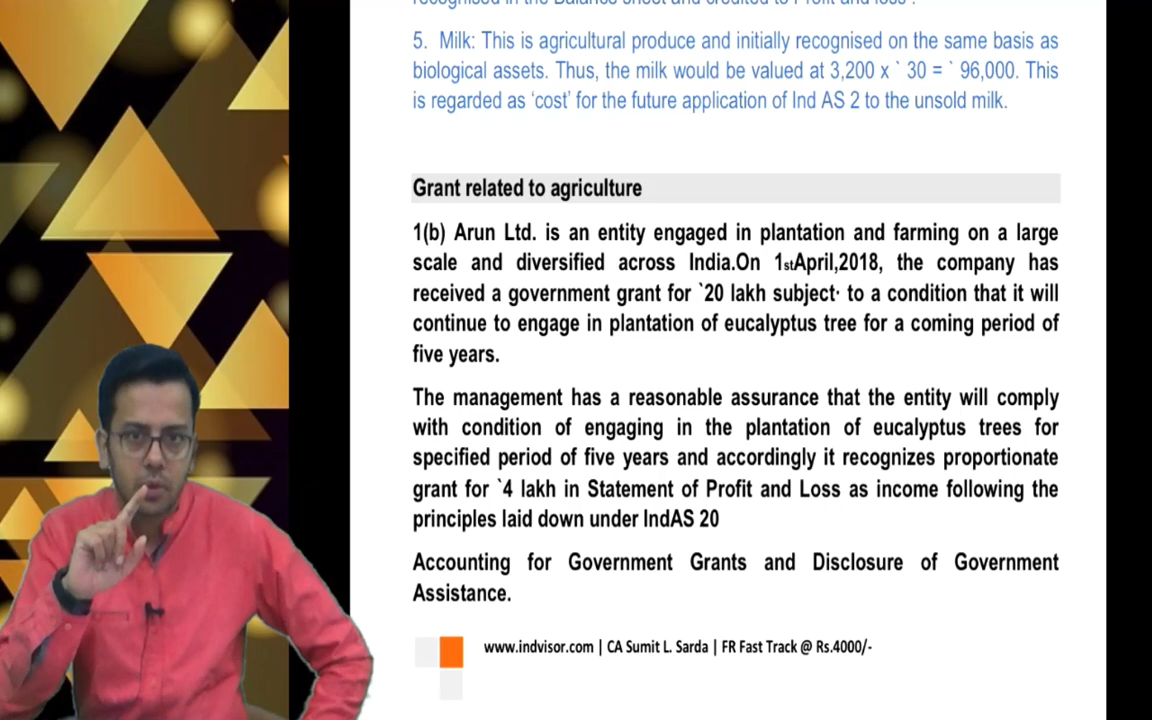 5. Milk: This is agricultural produce and initially recognised on the same basis as
biological assets. Thus, the milk would be valued at 3,200 x ` 30 = ` 96,000. This
is regarded as ‘cost’ for the future application of Ind AS 2 to the unsold milk.
Grant related to agriculture
1(b) Arun Ltd. is an entity engaged in plantation and farming on a large
scale and diversified across India.On 1stApril,2018, the company has
received a government grant for `20 lakh subject· to a condition that it will
continue to engage in plantation of eucalyptus tree for a coming period of
five years.
The management has a reasonable assurance that the entity will comply
with condition of engaging in the plantation of eucalyptus trees for
specified period of five years and accordingly it recognizes proportionate
grant for `4 lakh in Statement of Profit and Loss as income following the
principles laid down under IndAS 20
Accounting for Government Grants and Disclosure of Government
Assistance.
www.indvisor.com | CA Sumit L. Sarda | FR Fast Track @ Rs.4000/-